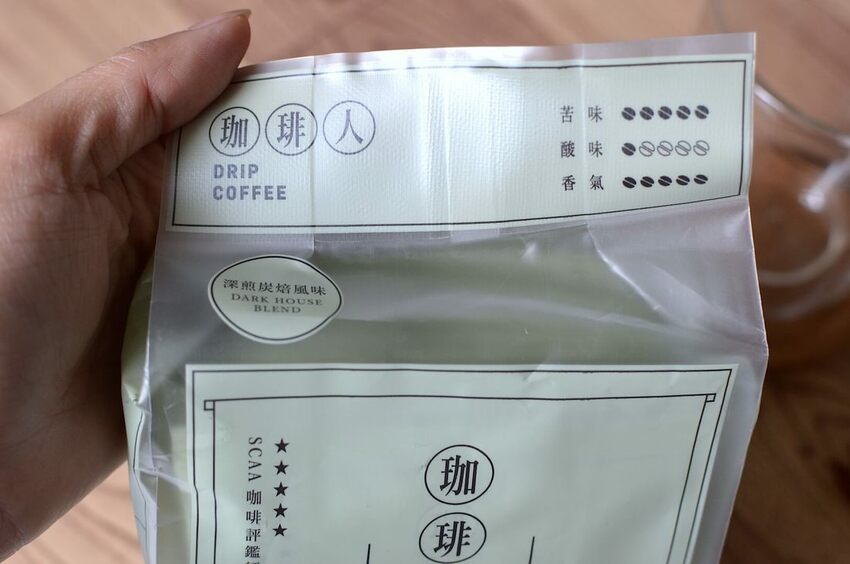 珈琲人
DRIP
COFFEE
苦味
酸味
香氣
深煎炭焙風味
DARK HOUSE
BLEND
★★★★★
SCAA 咖啡評鑑
珈
琲